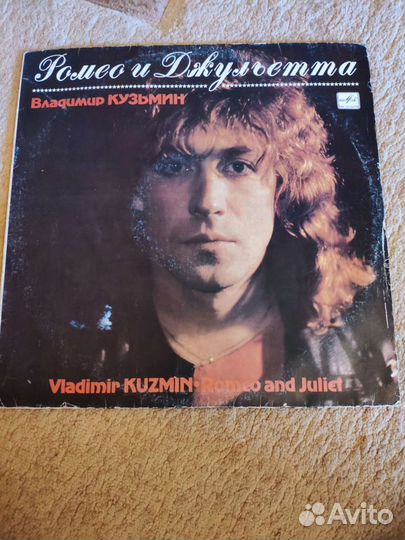 Ромео и Джульетта
Владимир КУЗЬМИН
Vladimir KUZMIN • Romeo and Juliet
Avito